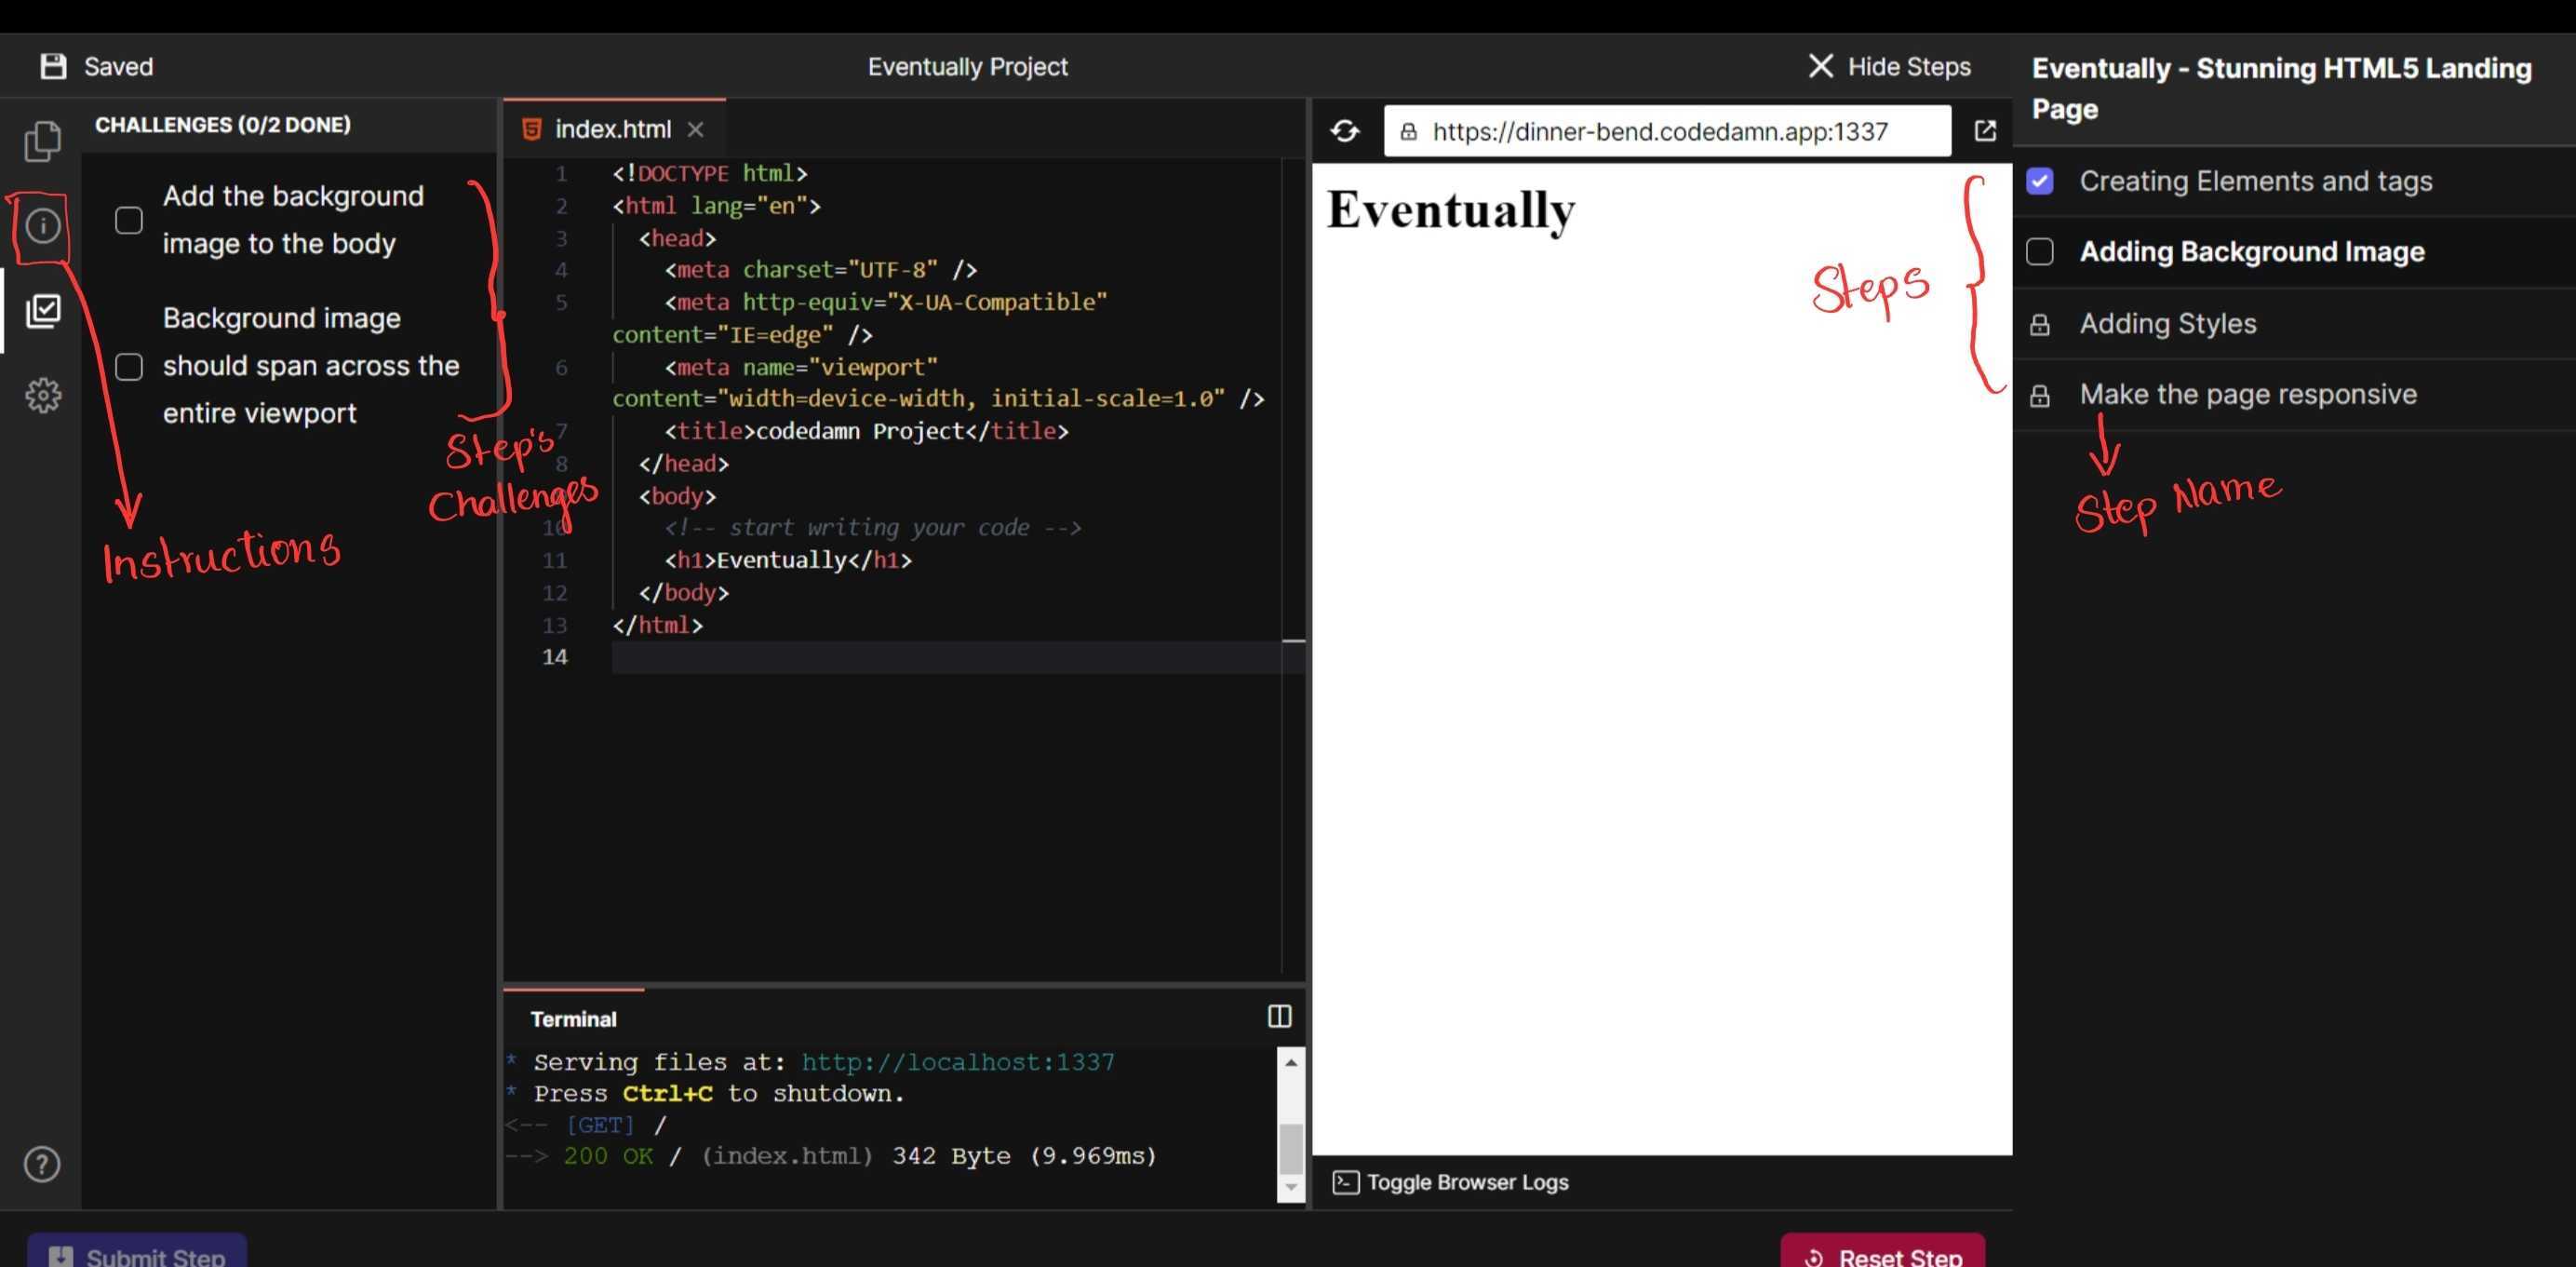 Saved
Eventually Project
Hide Steps
Eventually - Stunning HTML5 Landing
Page
CHALLENGES (0/2 DONE)
Add the background
image to the body
Background image
should span across the
entire viewport
Step's
Challenges
Instructions
index.html
1 <!DOCTYPE html>
2 <html lang="en">
3 <head>
4 <meta charset="UTF-8" />
5 <meta http-equiv="X-UA-Compatible"
content="IE=edge" />
6 <meta name="viewport"
content="width=device-width, initial-scale=1.0" />
7 <title>codedamn Project</title>
8 </head>
<body>
10 <!-- start writing your code -->
11 <h1>Eventually</h1>
12 </body>
13 </html>
14
Terminal
* Serving files at: http://localhost:1337
* Press Ctrl+C to shutdown.
<-- [GET] /
--> 200 OK / (index.html) 342 Byte (9.969ms)
https://dinner-bend.codedamn.app:1337
Eventually
Steps
Toggle Browser Logs
Creating Elements and tags
Adding Background Image
Adding Styles
Make the page responsive
Step Name
Submit Step
Reset Step